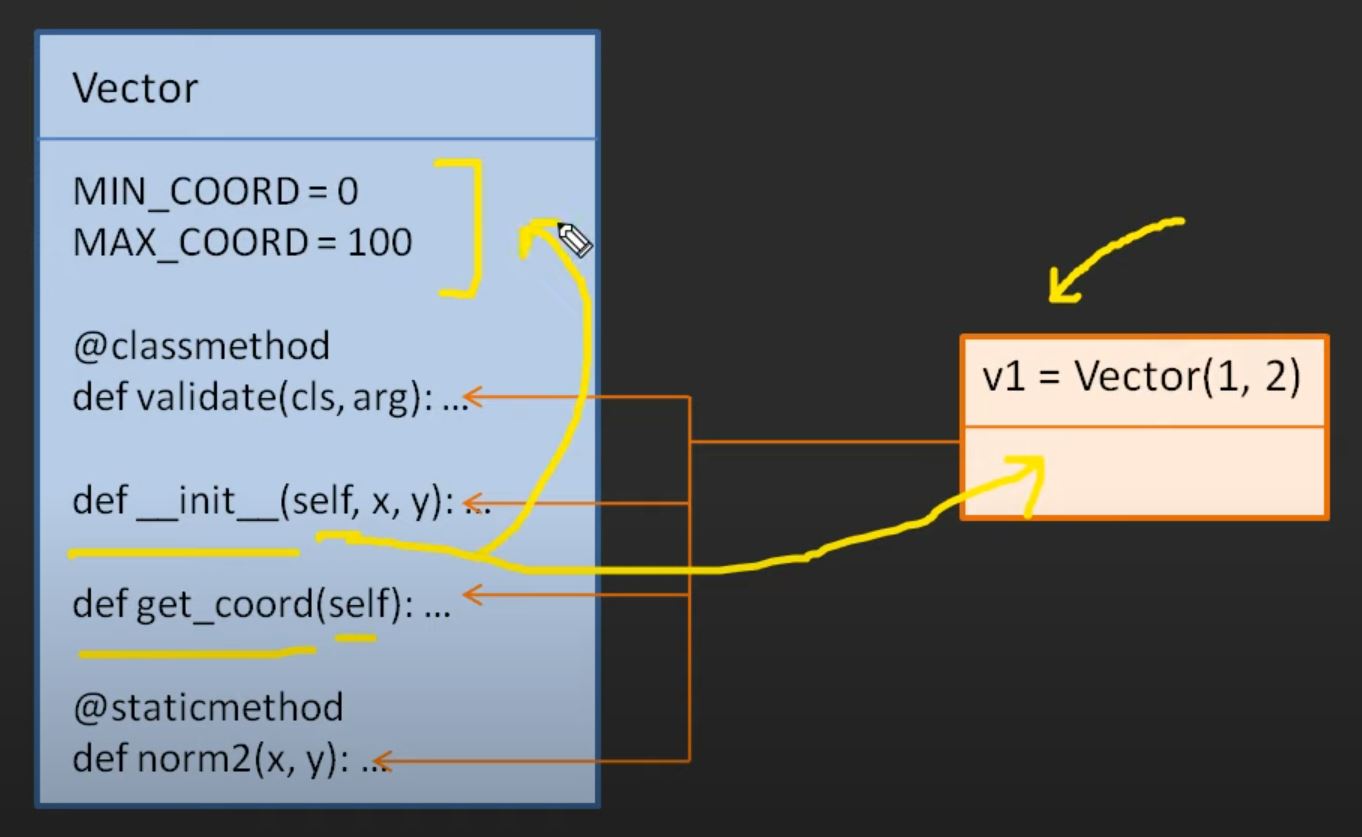 Vector
MIN_COORD = 0
MAX_COORD = 100
@classmethod
def validate(cls, arg): ...
def __init__(self, x, y): ...
def get_coord(self): ...
@staticmethod
def norm2(x, y): ...
v1 = Vector(1, 2)